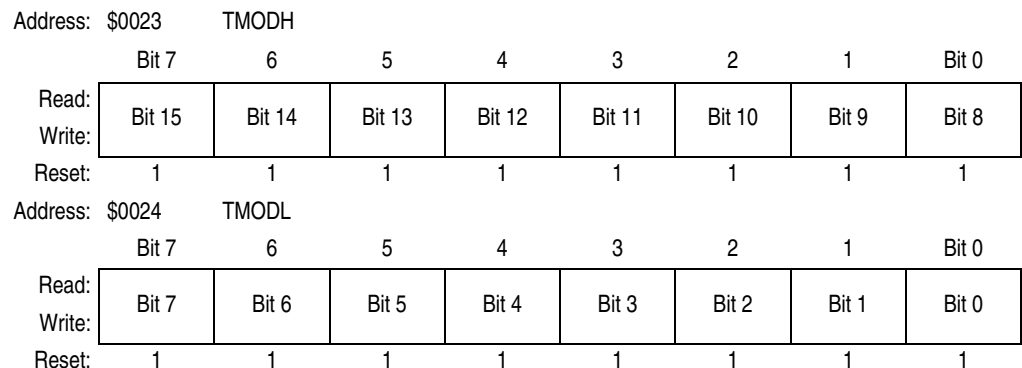 Address: $0023 TMODH
Bit 7 6 5 4 3 2 1 Bit 0
Read:
Bit 15 Bit 14 Bit 13 Bit 12 Bit 11 Bit 10 Bit 9 Bit 8
Write:
Reset: 1 1 1 1 1 1 1 1
Address: $0024 TMODL
Bit 7 6 5 4 3 2 1 Bit 0
Read:
Bit 7 Bit 6 Bit 5 Bit 4 Bit 3 Bit 2 Bit 1 Bit 0
Write:
Reset: 1 1 1 1 1 1 1 1